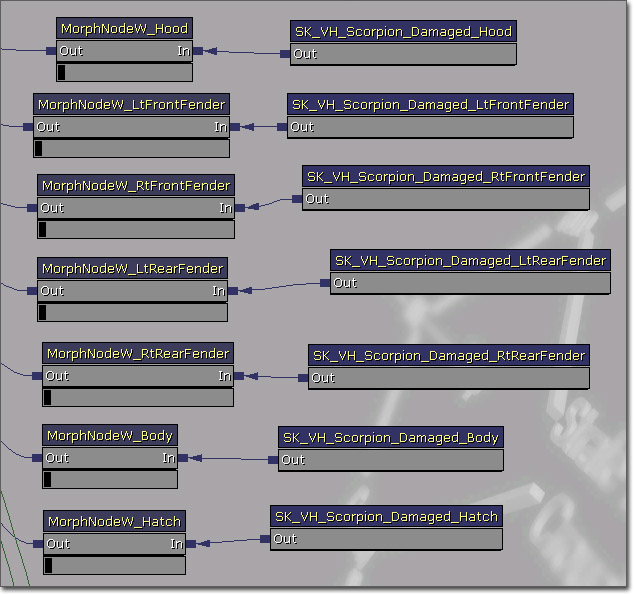 MorphNodeW_Hood
SK_VH_Scorpion_Damaged_Hood
Out In
Out
MorphNodeW_LtFrontFender
SK_VH_Scorpion_Damaged_LtFrontFender
Out In
Out
MorphNodeW_RtFrontFender
SK_VH_Scorpion_Damaged_RtFrontFender
Out In
Out
MorphNodeW_LtRearFender
SK_VH_Scorpion_Damaged_LtRearFender
Out In
Out
MorphNodeW_RtRearFender
SK_VH_Scorpion_Damaged_RtRearFender
Out In
Out
MorphNodeW_Body
SK_VH_Scorpion_Damaged_Body
Out In
Out
MorphNodeW_Hatch
SK_VH_Scorpion_Damaged_Hatch
Out In
Out